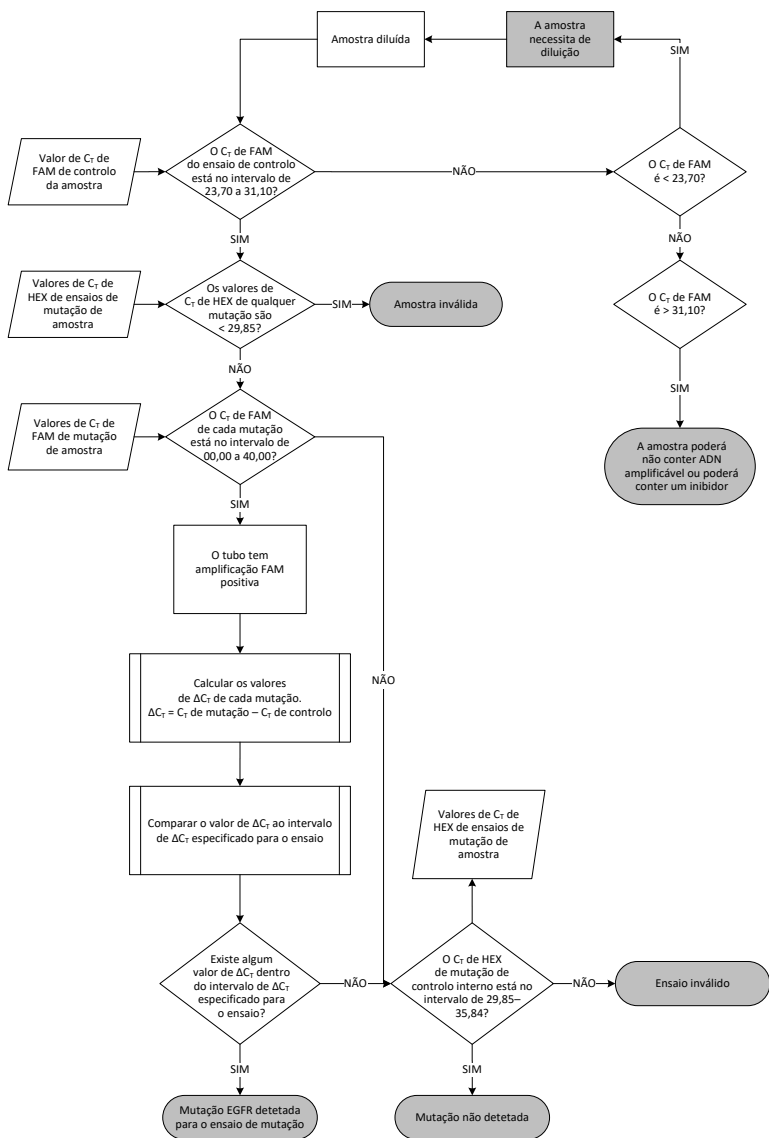 Amostra diluída
A amostra
necessita de
diluição
SIM
Valor de CT de
FAM de controlo
da amostra
O CT de FAM
do ensaio de controlo
está no intervalo de
23,70 a 31,10?
NÃO
O CT de FAM
é < 23,70?
SIM
NÃO
Valores de CT de
HEX de ensaios de
mutação de
amostra
Os valores de
CT de HEX de qualquer
mutação são
< 29,85?
SIM
Amostra inválida
O CT de FAM
é > 31,10?
NÃO
SIM
Valores de CT de
FAM de mutação
de amostra
O CT de FAM
de cada mutação
está no intervalo de
00,00 a 40,00?
A amostra poderá
não conter ADN
amplificável ou poderá
conter um inibidor
SIM
O tubo tem
amplificação FAM
positiva
Calcular os valores
de ΔCT de cada mutação.
ΔCT = CT de mutação – CT de controlo
NÃO
Comparar o valor de ΔCT ao intervalo
de ΔCT especificado para o ensaio
Valores de CT de
HEX de ensaios de
mutação de
amostra
Existe algum
valor de ΔCT dentro
do intervalo de ΔCT
especificado para
o ensaio?
NÃO
O CT de HEX
de mutação de
controlo interno está no
intervalo de 29,85–
35,84?
NÃO
Ensaio inválido
SIM
SIM
Mutação EGFR detetada
para o ensaio de mutação
Mutação não detetada